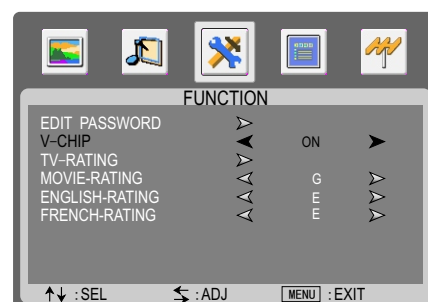 FUNCTION
EDIT PASSWORD
V-CHIP ON
TV-RATING
MOVIE-RATING G
ENGLISH-RATING E
FRENCH-RATING E
:SEL :ADJ MENU :EXIT